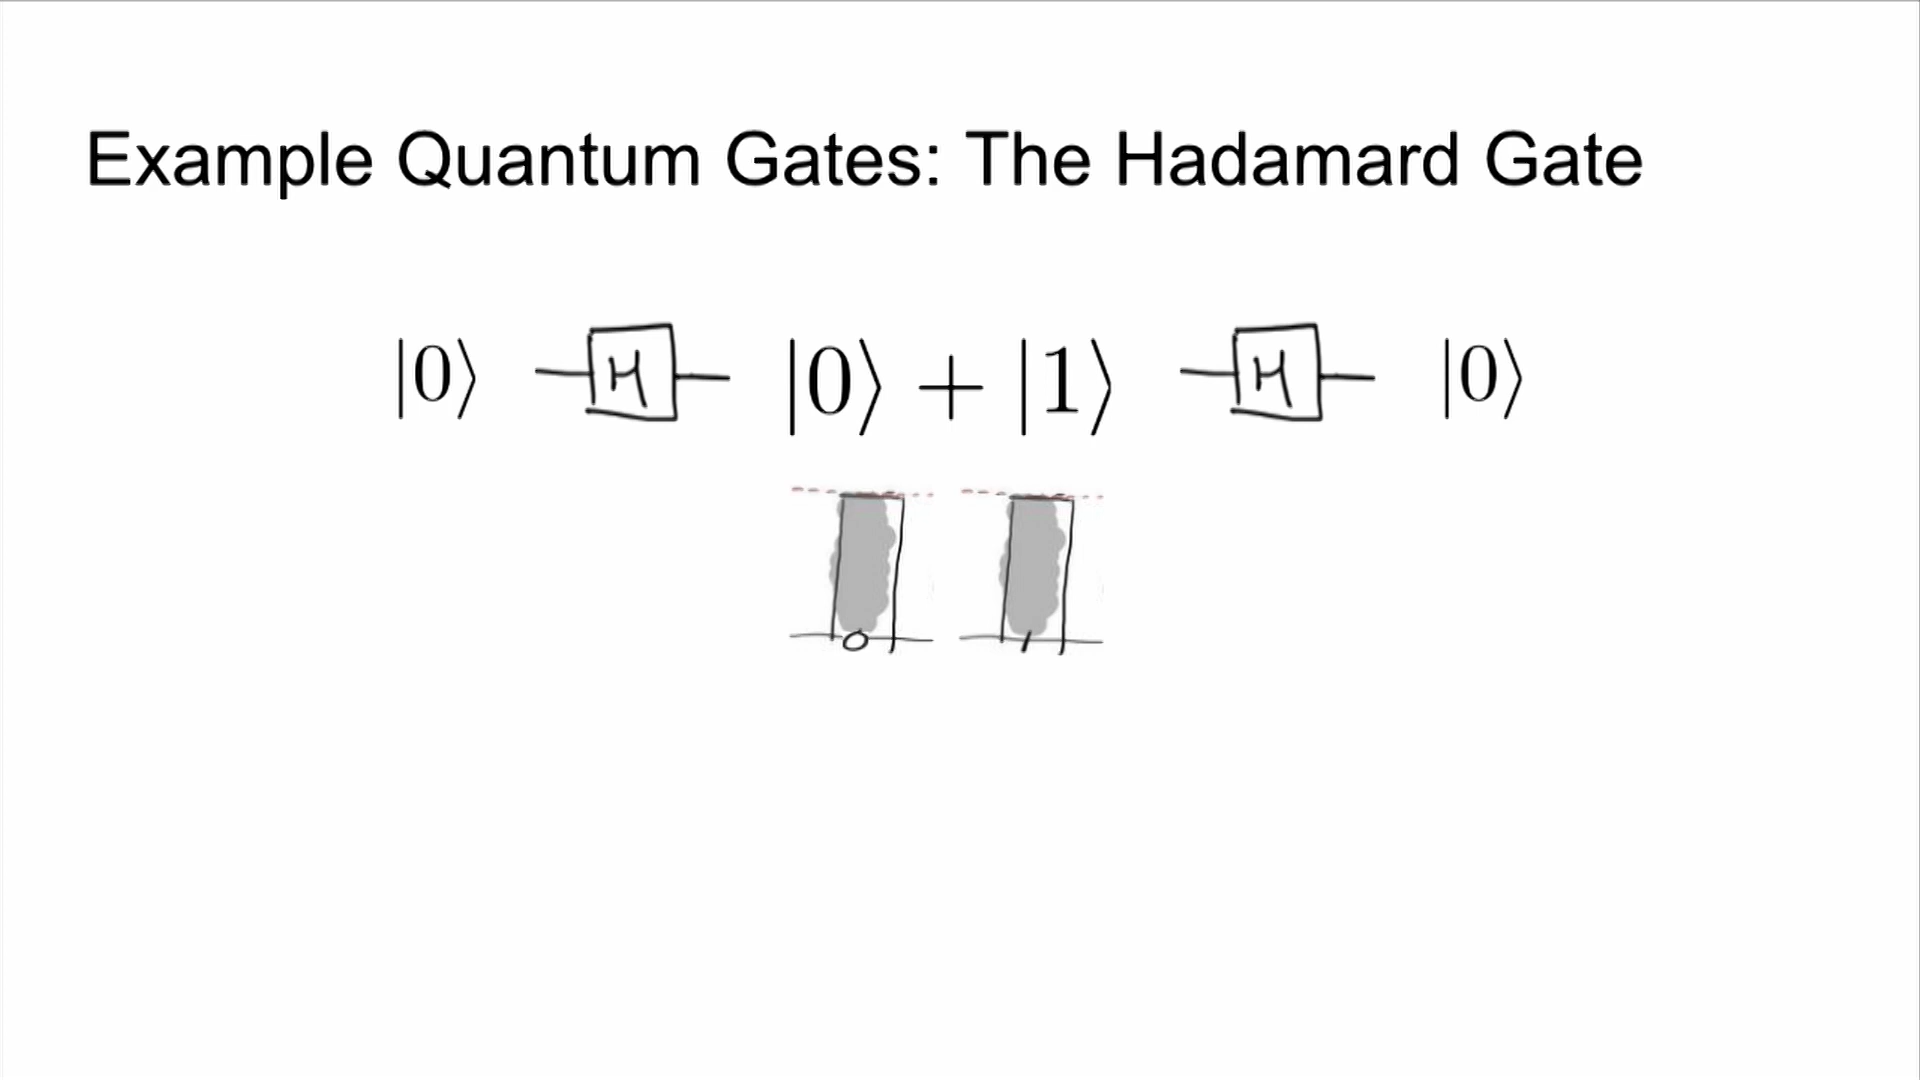 Example Quantum Gates: The Hadamard Gate
|0⟩ H |0⟩ + |1⟩ H |0⟩
0 1